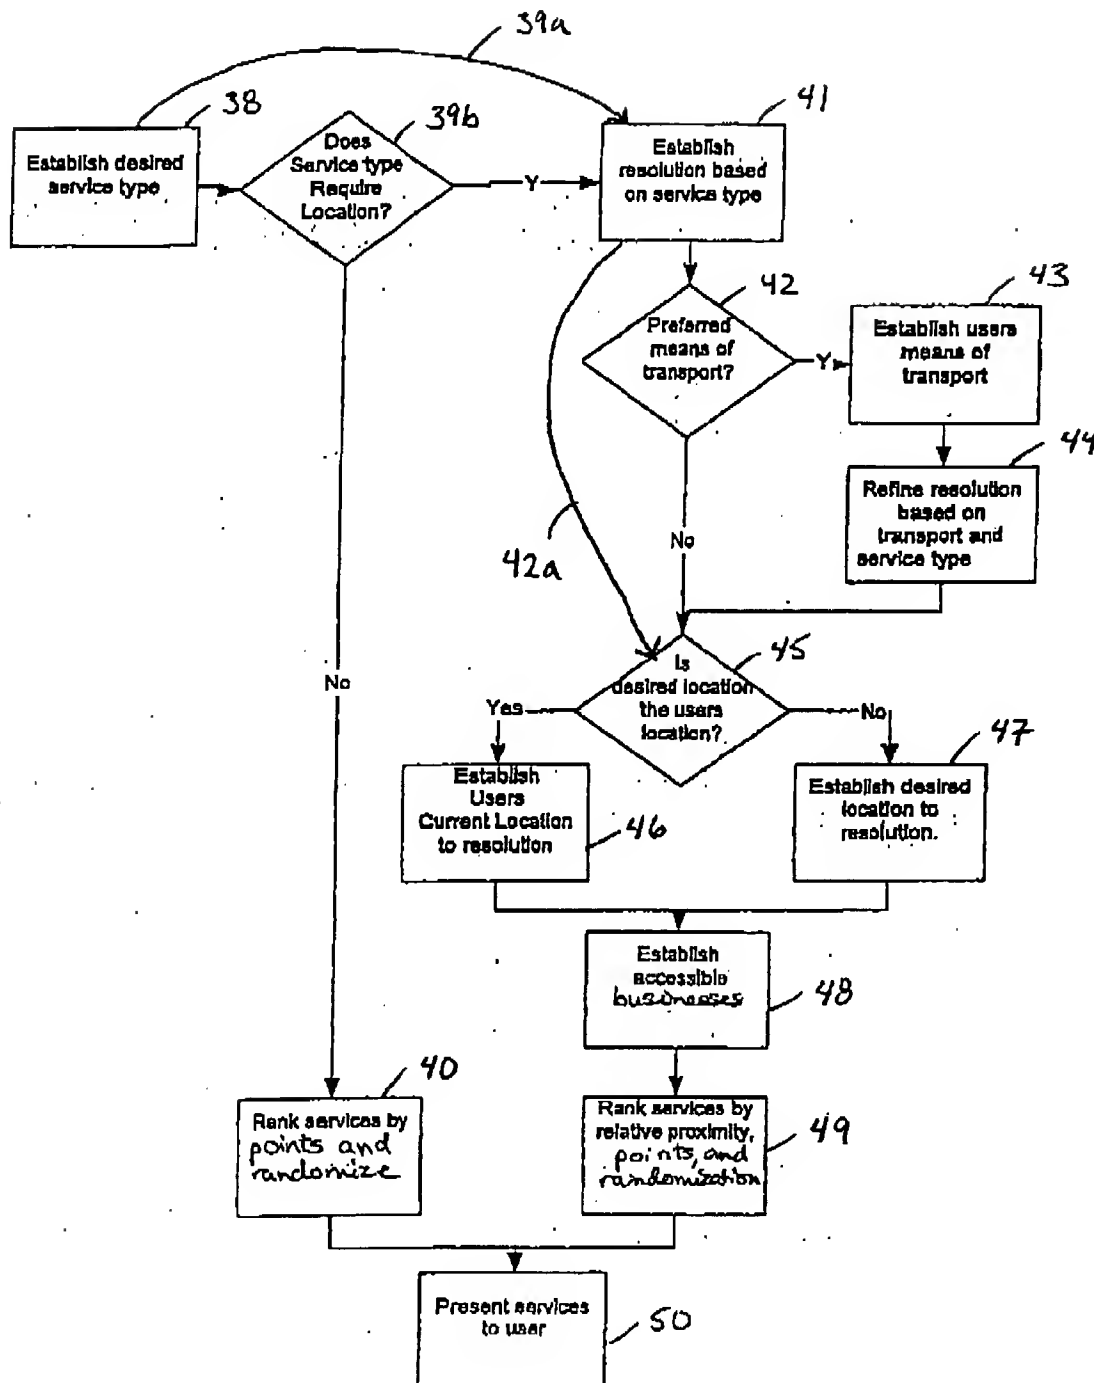 39a
38
39b
41
Establish desired
service type
Does
Service type
Require
Location?
Y
Establish
resolution based
on service type
42
43
Preferred
means of
transport?
Y
Establish users
means of
transport
44
Refine resolution
based on
transport and
service type
No
42a
45
Is
desired location
the users
location?
No
Yes
No
47
Establish
Users
Current Location
to resolution
46
Establish desired
location to
resolution.
Establish
accessible
businesses
48
40
Rank services by
points and
randomize
Rank services by
relative proximity,
points, and
randomization
49
Present services
to user
50